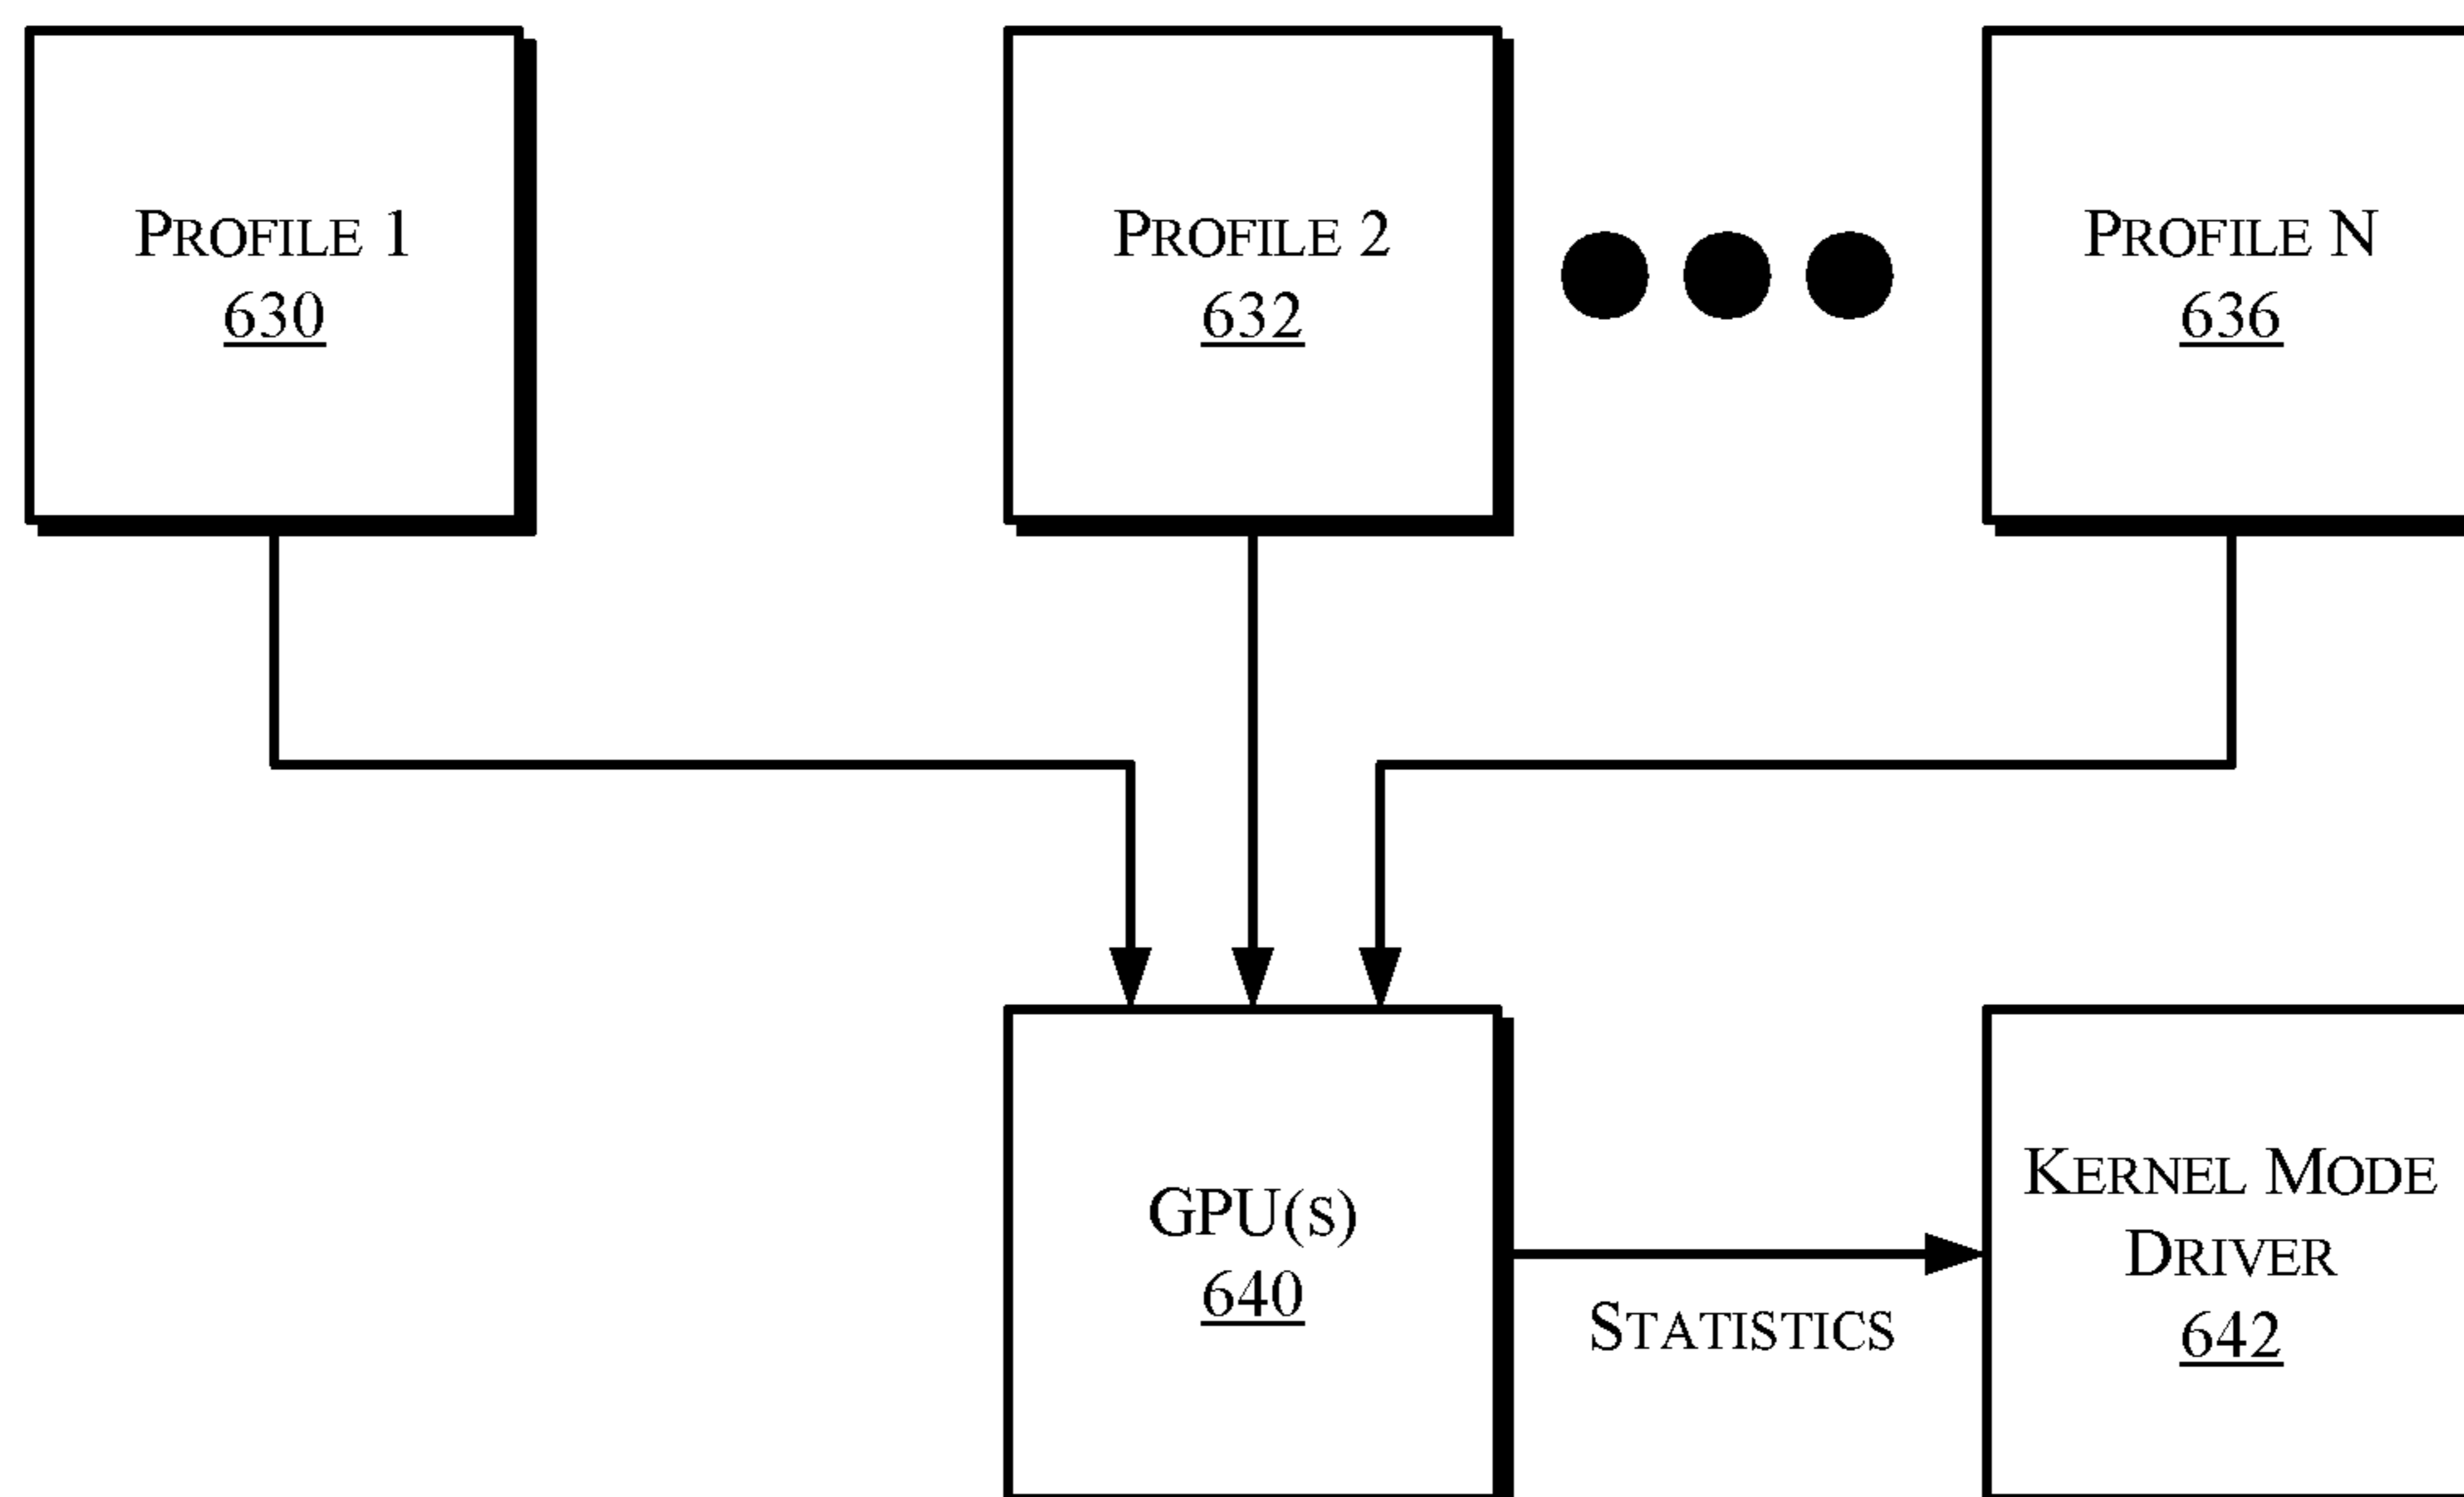 PROFILE 1
630
PROFILE 2
632
PROFILE N
636
GPU(S)
640
STATISTICS
KERNEL MODE
DRIVER
642